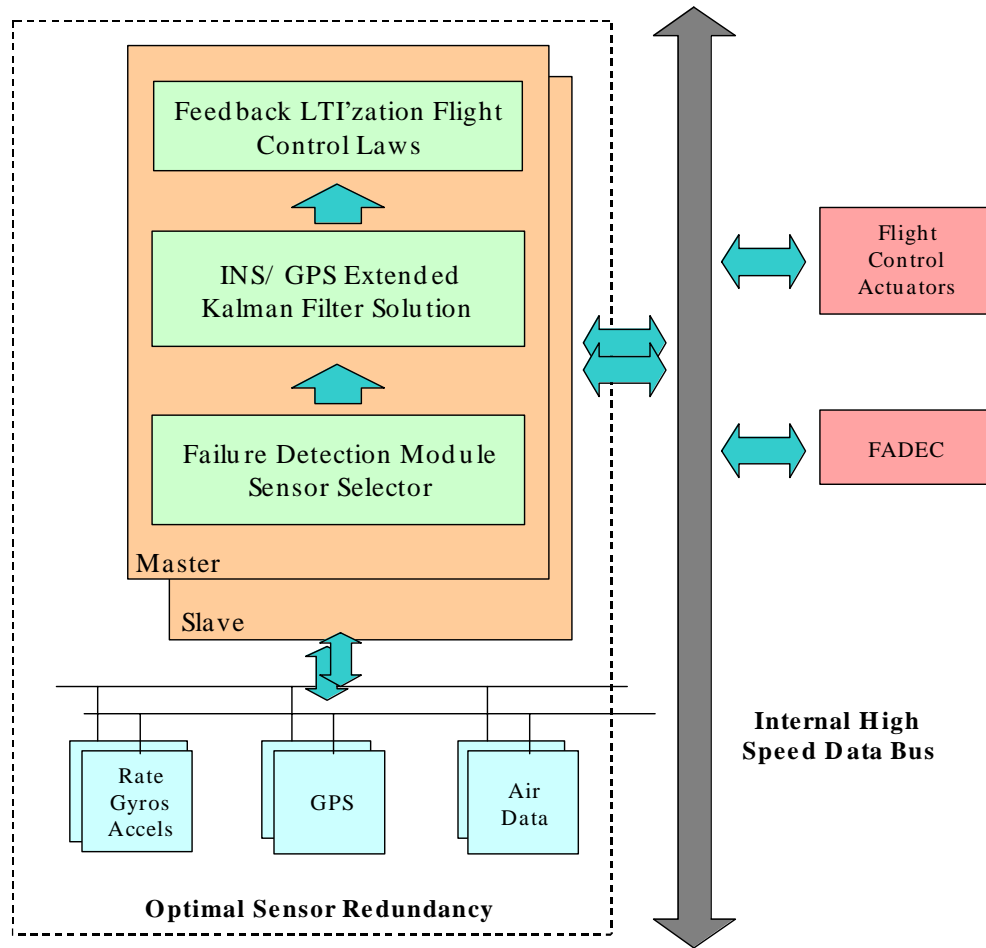 Feedback LTI'zation Flight
Control Laws
INS/ GPS Extended
Kalman Filter Solution
Failure Detection Module
Sensor Selector
Master
Slave
Flight
Control
Actuators
FADEC
Internal High
Speed Data Bus
Rate
Gyros
Accels
GPS
Air
Data
Optimal Sensor Redundancy